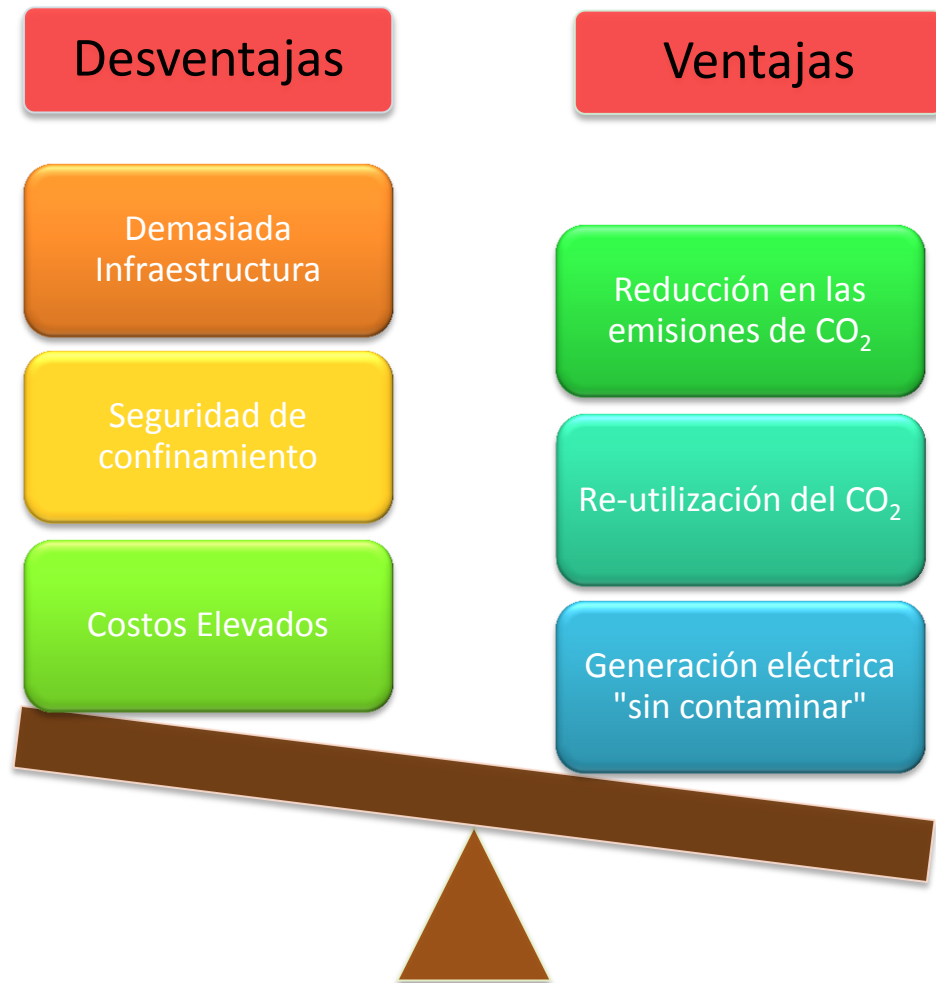 Desventajas
Demasiada
Infraestructura
Seguridad de
confinamiento
Costos Elevados
Ventajas
Reducción en las
emisiones de CO₂
Re-utilización del CO₂
Generación eléctrica
"sin contaminar"